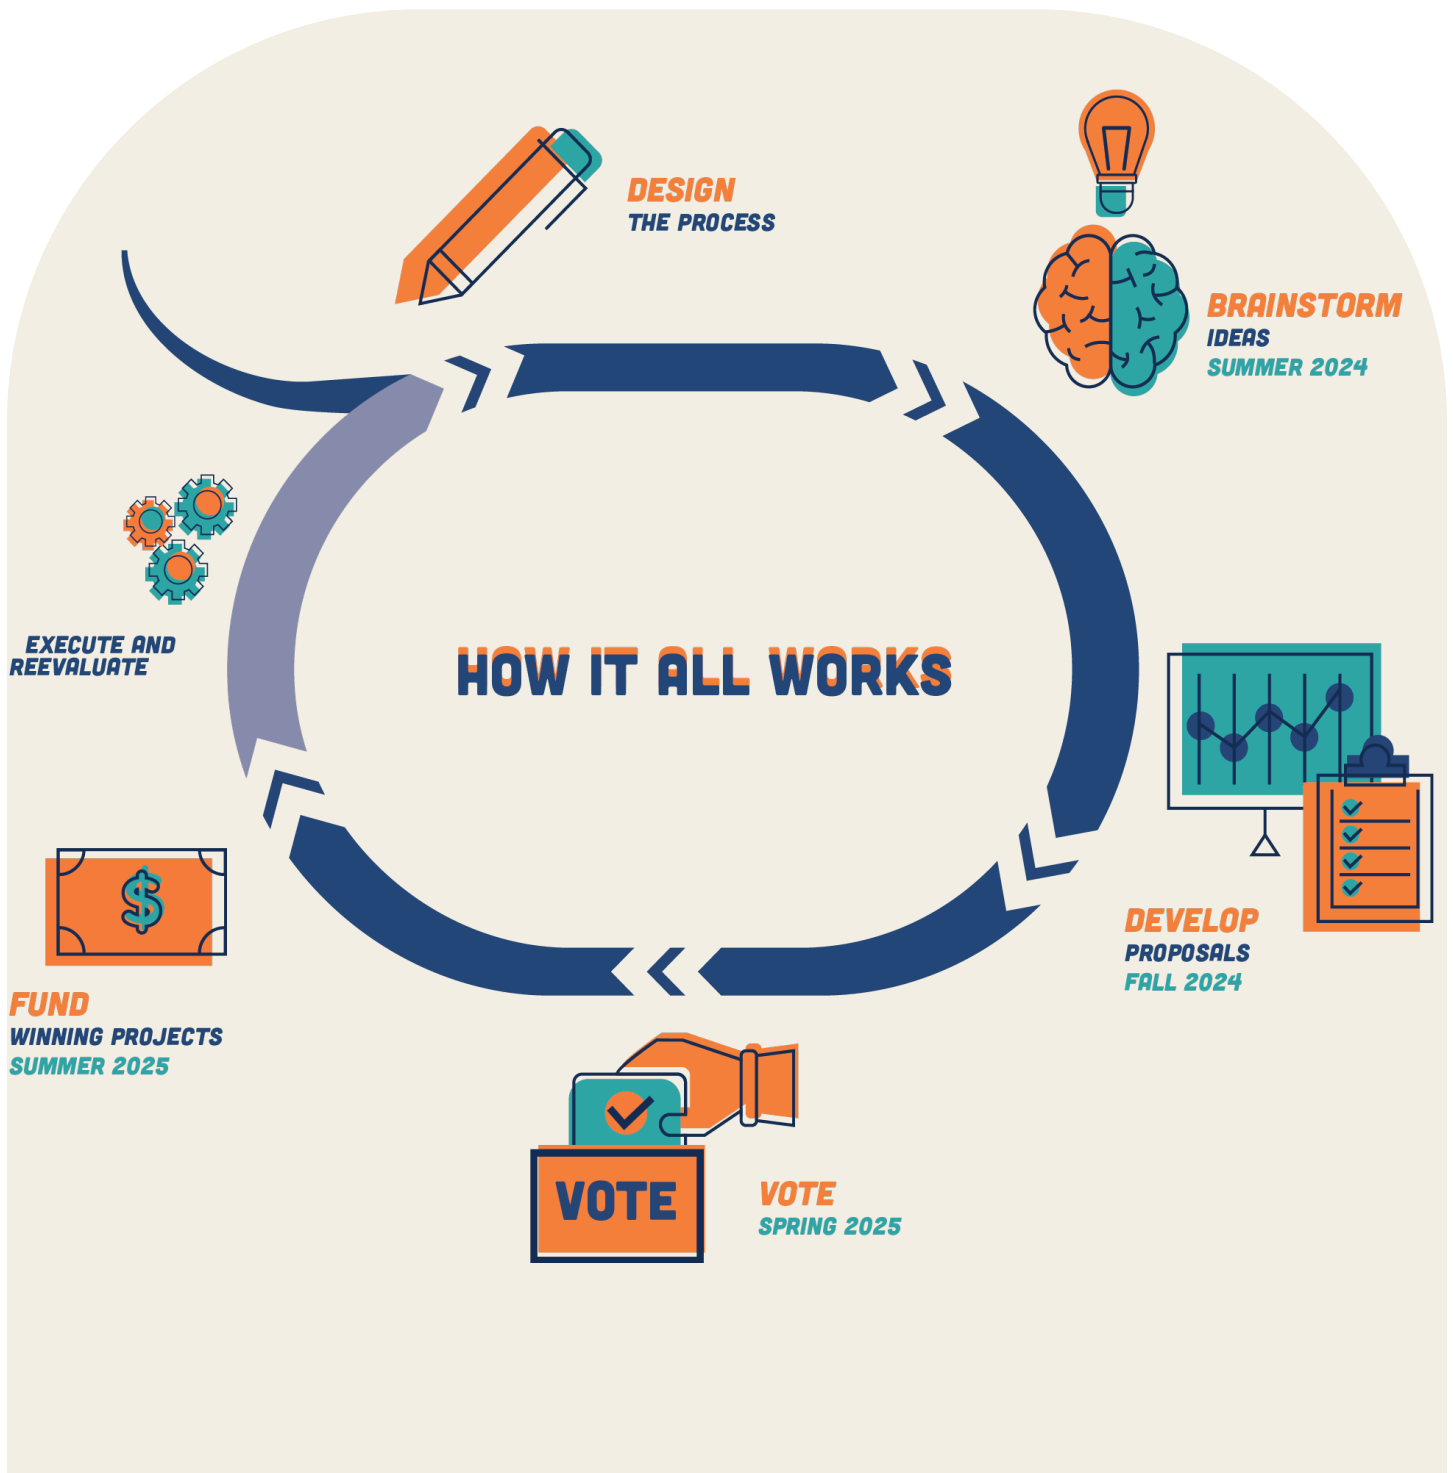 DESIGN
THE PROCESS
BRAINSTORM
IDEAS
SUMMER 2024
EXECUTE AND
REEVALUATE
HOW IT ALL WORKS
$
DEVELOP
PROPOSALS
FALL 2024
FUND
WINNING PROJECTS
SUMMER 2025
VOTE
VOTE
SPRING 2025